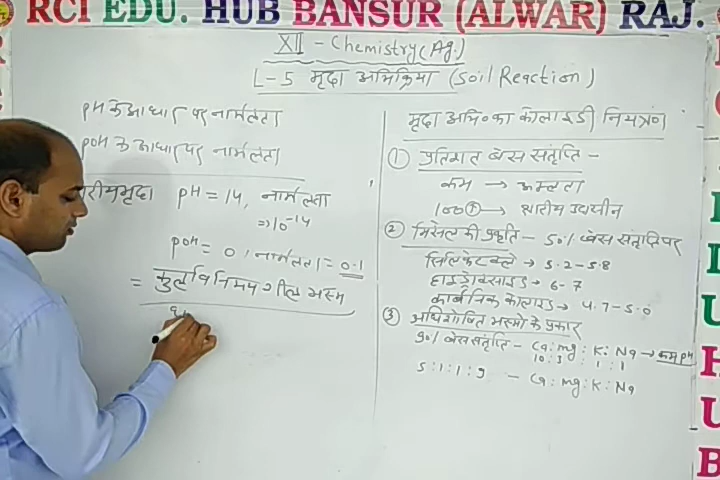 RCI EDU. HUB BANSUR (ALWAR) RAJ.
XII - Chemistry (Ag.)
L-5 मृदा अभिक्रिया (Soil Reaction)
pH के आधार पर नार्मलता
pOH के आधार पर नार्मलता
pH = 14, नार्मलता
=> 10⁻¹⁴
pOH = 0, नार्मलता = 0.1
= कुल विनिमय शील भस्म
मृदा अभि० का कोलाइडी नियंत्रण
① प्रतिशत बेस संतृप्ति -
कम → अम्लता
100 → क्षारीय उदासीन
② मिसेल की प्रकृति - 50% बेस संतृप्ति पर
सिलिकेट क्ले → 5.2-5.8
हाइड्रोक्साइड → 6-7
कार्बनिक कोलाइड → 4.7-5.0
③ अधिशोषित भस्मों के प्रकार
90% बेस संतृप्ति - Ca : mg : K : Na → कम pH
10 : 3 : 1 : 1
5 : 1 : 1 : 9 - Ca : mg : K : Na